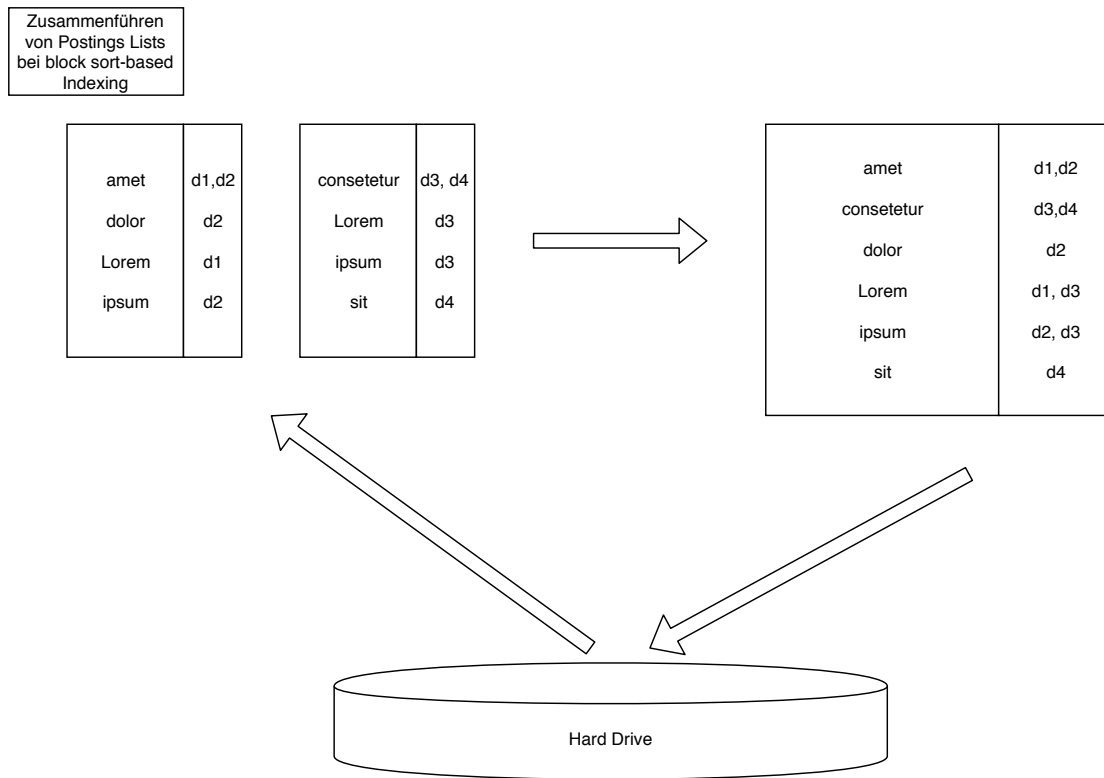 Zusammenführen
von Postings Lists
bei block sort-based
Indexing
amet d1,d2
dolor d2
Lorem d1
ipsum d2
consetetur d3, d4
Lorem d3
ipsum d3
sit d4
amet d1,d2
consetetur d3,d4
dolor d2
Lorem d1, d3
ipsum d2, d3
sit d4
Hard Drive